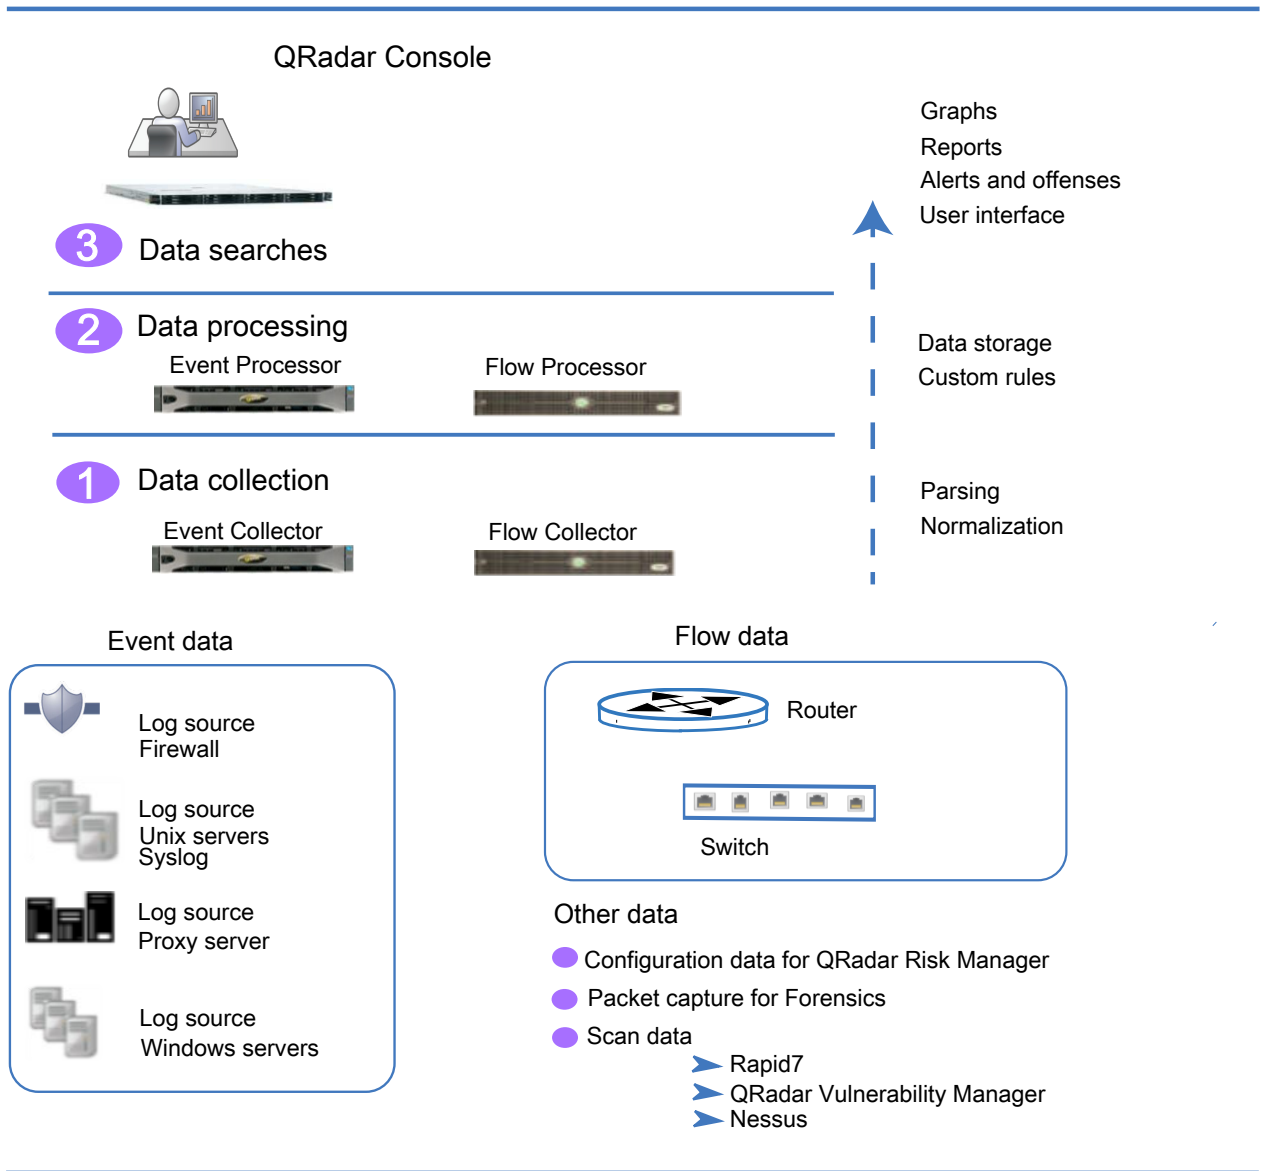 QRadar Console
Graphs
Reports
Alerts and offenses
User interface
3 Data searches
2 Data processing
Event Processor
Flow Processor
Data storage
Custom rules
1 Data collection
Event Collector
Flow Collector
Parsing
Normalization
Event data
Log source
Firewall
Log source
Unix servers
Syslog
Log source
Proxy server
Log source
Windows servers
Flow data
Router
Switch
Other data
Configuration data for QRadar Risk Manager
Packet capture for Forensics
Scan data
Rapid7
QRadar Vulnerability Manager
Nessus